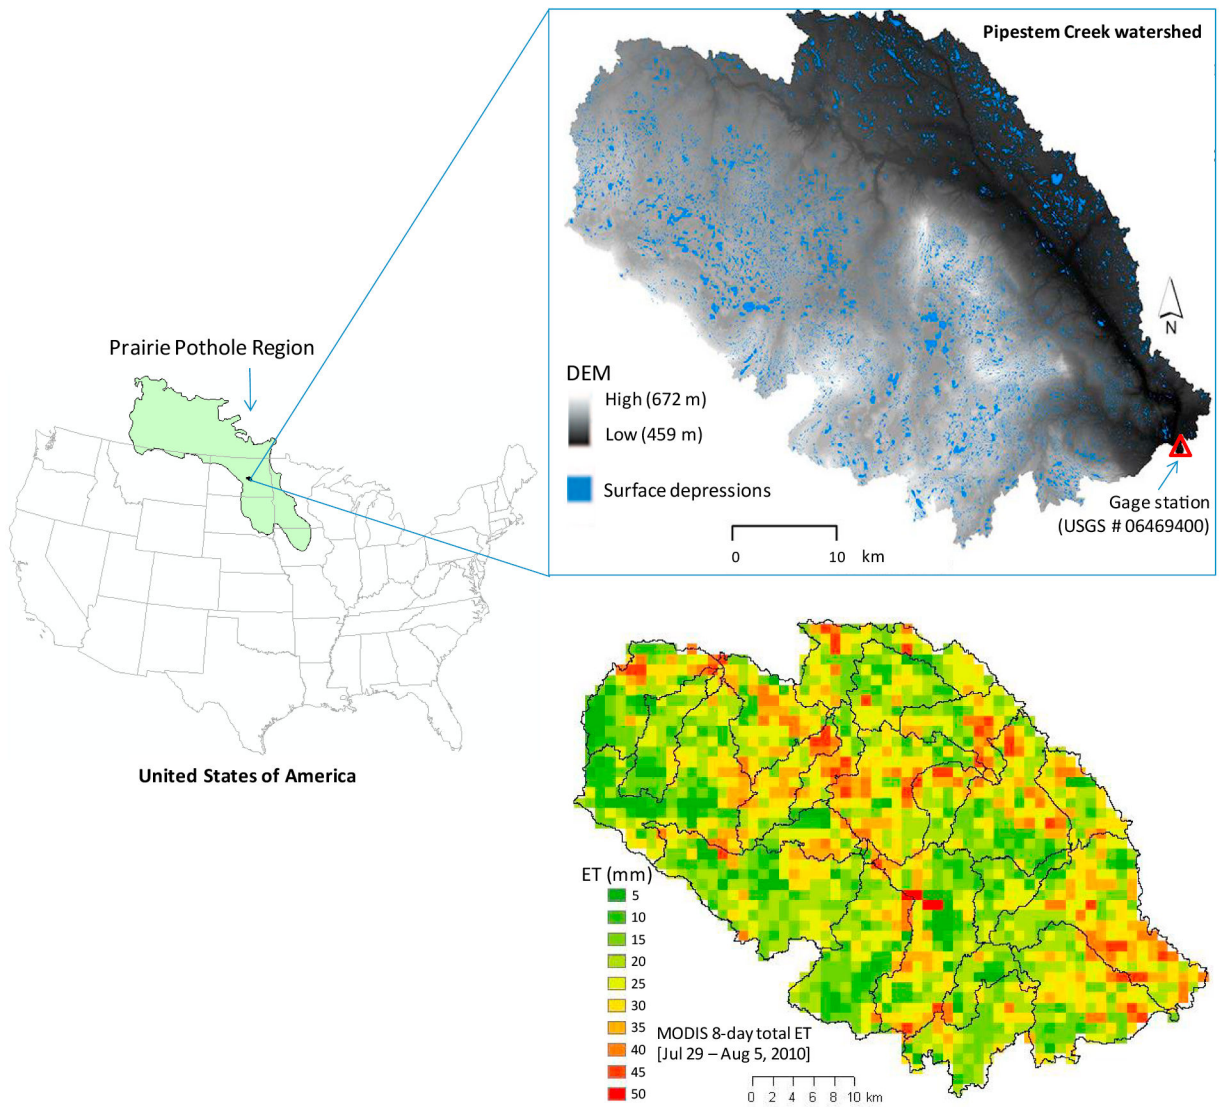 Pipestem Creek watershed
N
Prairie Pothole Region
DEM
High (672 m)
Low (459 m)
Surface depressions
Gage station
(USGS # 06469400)
0 10 km
United States of America
ET (mm)
5
10
15
20
25
30
35
40
45
50
MODIS 8-day total ET
[Jul 29 – Aug 5, 2010]
0 2 4 6 8 10 km